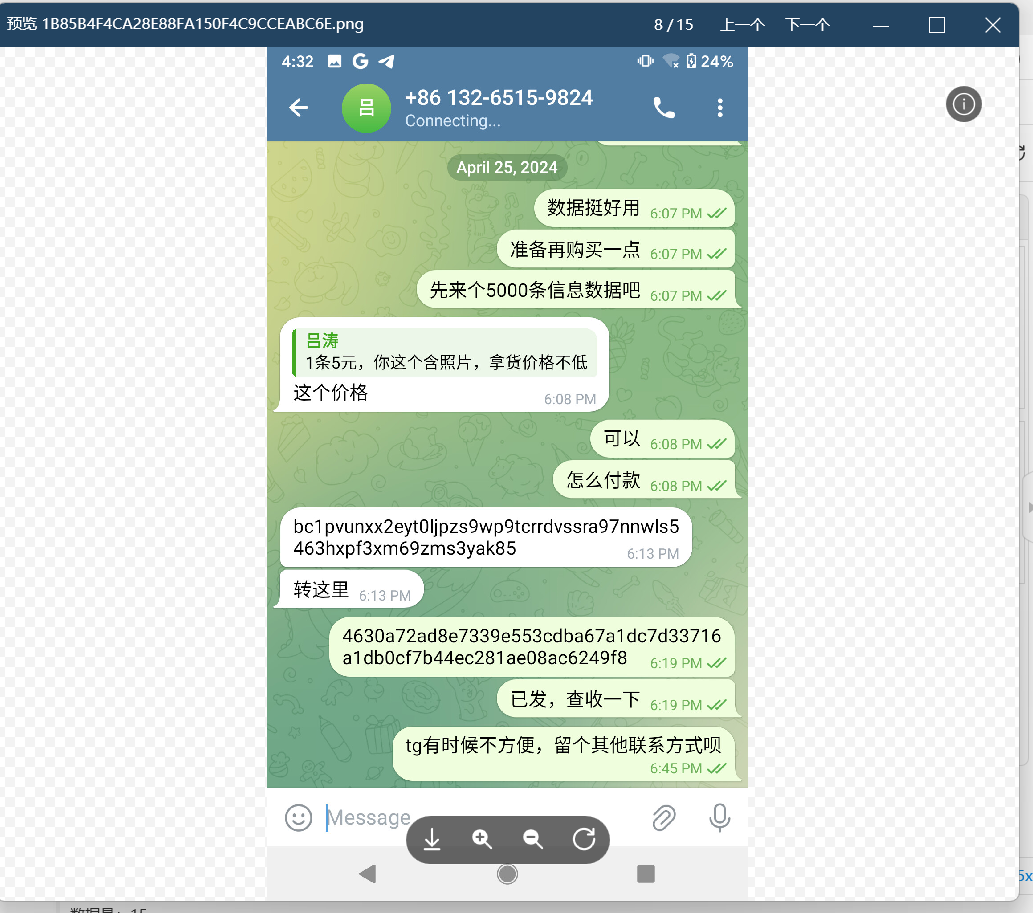 预览 1B85B4F4CA28E88FA150F4C9CCEABC6E.png 8 / 15 上一个 下一个
4:32 G 24%
吕 +86 132-6515-9824
Connecting...
April 25, 2024
数据挺好用 6:07 PM
准备再购买一点 6:07 PM
先来个5000条信息数据吧 6:07 PM
吕涛
1条5元，你这个含照片，拿货价格不低
这个价格 6:08 PM
可以 6:08 PM
怎么付款 6:08 PM
bc1pvunxx2eyt0ljpzs9wp9tcrrdvssra97nnwls5
463hxpf3xm69zms3yak85 6:13 PM
转这里 6:13 PM
4630a72ad8e7339e553cdba67a1dc7d33716
a1db0cf7b44ec281ae08ac6249f8 6:19 PM
已发，查收一下 6:19 PM
tg有时候不方便，留个其他联系方式呗
6:45 PM
Message
5x